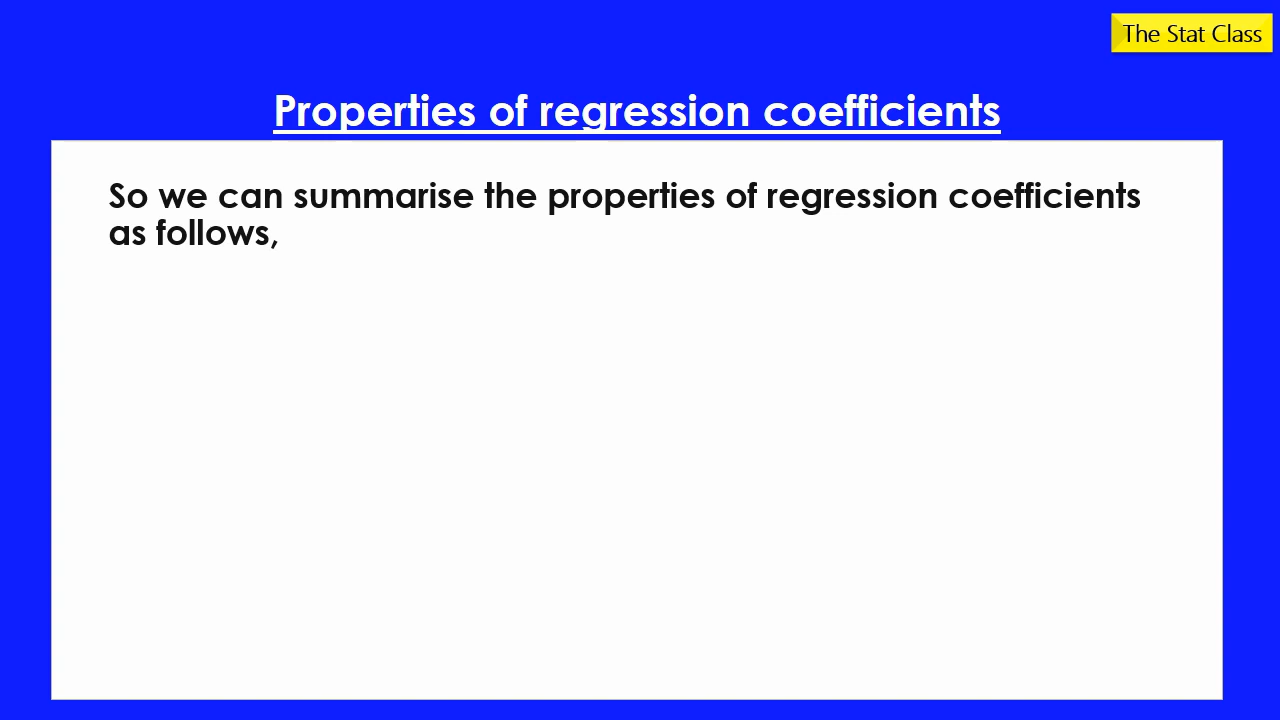 The Stat Class
Properties of regression coefficients
So we can summarise the properties of regression coefficients
as follows,